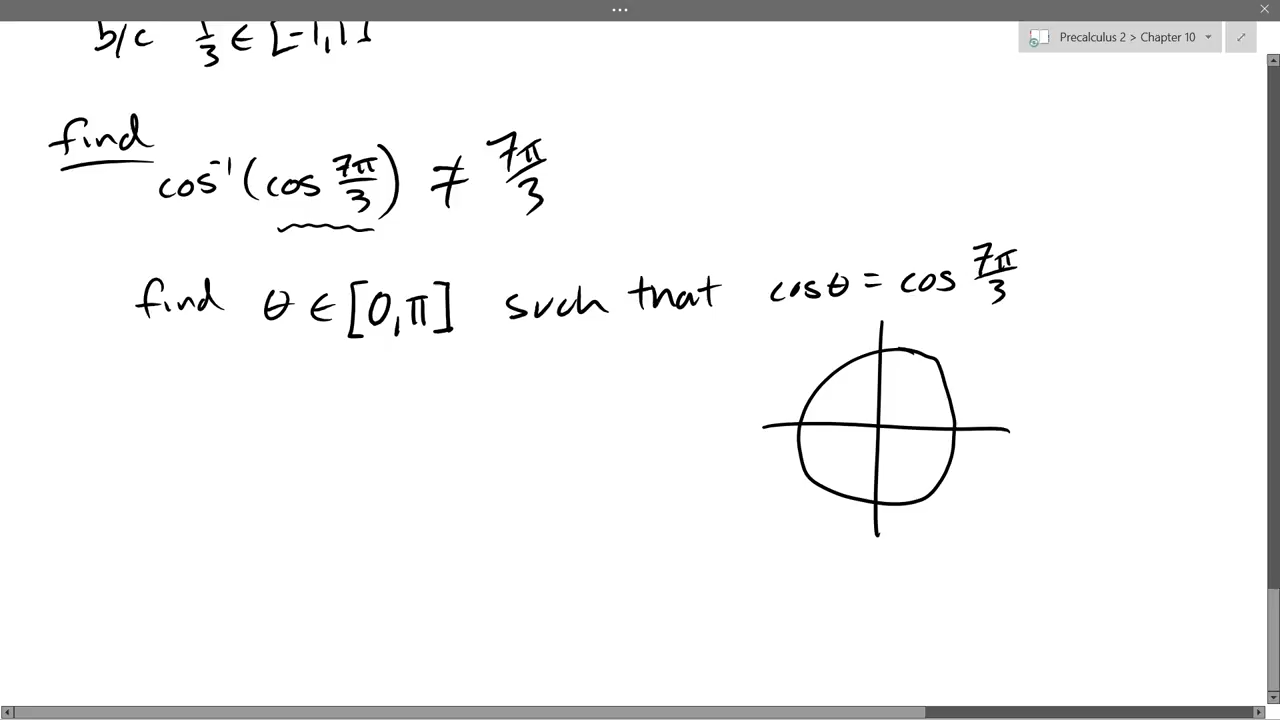 b/c 1/3 ∈ [-1,1]
Precalculus 2 > Chapter 10
find
cos⁻¹(cos 7π/3) ≠ 7π/3
find θ ∈ [0,π] such that cosθ = cos 7π/3